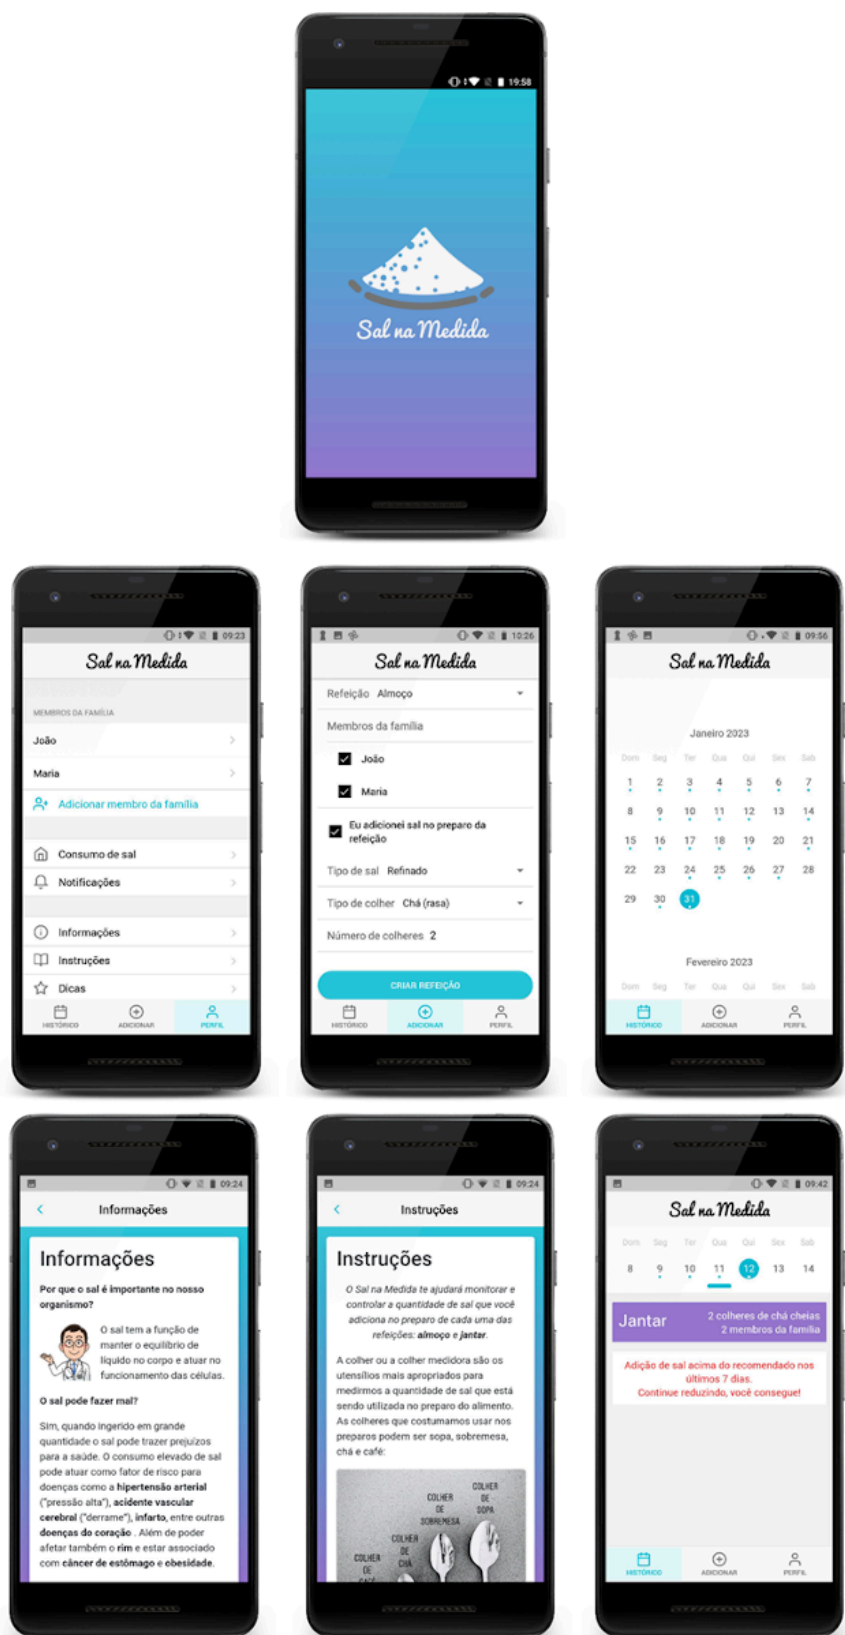 19:58
Sal na Medida
09:23
Sal na Medida
MEMBROS DA FAMÍLIA
João
Maria
Adicionar membro da família
Consumo de sal
Notificações
Informações
Instruções
Dicas
HISTÓRICO
ADICIONAR
PERFIL
10:26
Sal na Medida
Refeição Almoço
Membros da família
João
Maria
Eu adicionei sal no preparo da
refeição
Tipo de sal Refinado
Tipo de colher Chá (rasa)
Número de colheres 2
CRIAR REFEIÇÃO
HISTÓRICO
ADICIONAR
PERFIL
09:56
Sal na Medida
Janeiro 2023
Dom Seg Ter Qua Qui Sex Sab
1 2 3 4 5 6 7
8 9 10 11 12 13 14
15 16 17 18 19 20 21
22 23 24 25 26 27 28
29 30 31
Fevereiro 2023
Dom Seg Ter Qua Qui Sex Sab
HISTÓRICO
ADICIONAR
PERFIL
09:24
Informações
Informações
Por que o sal é importante no nosso
organismo?
O sal tem a função de
manter o equilíbrio de
líquido no corpo e atuar no
funcionamento das células.
O sal pode fazer mal?
Sim, quando ingerido em grande
quantidade o sal pode trazer prejuízos
para a saúde. O consumo elevado de sal
pode atuar como fator de risco para
doenças como a hipertensão arterial
("pressão alta"), acidente vascular
cerebral ("derrame"), infarto, entre outras
doenças do coração . Além de poder
afetar também o rim e estar associado
com câncer de estômago e obesidade.
09:24
Instruções
Instruções
O Sal na Medida te ajudará monitorar e
controlar a quantidade de sal que você
adiciona no preparo de cada uma das
refeições: almoço e jantar.
A colher ou a colher medidora são os
utensílios mais apropriados para
medirmos a quantidade de sal que está
sendo utilizada no preparo do alimento.
As colheres que costumamos usar nos
preparos podem ser sopa, sobremesa,
chá e café:
COLHER
DE
SOPA
COLHER
DE
SOBREMESA
COLHER
DE
CHÁ
COLHER
DE
CAFÉ
09:42
Sal na Medida
Dom Seg Ter Qua Qui Sex Sab
8 9 10 11 12 13 14
Jantar
2 colheres de chá cheias
2 membros da família
Adição de sal acima do recomendado nos
últimos 7 dias.
Continue reduzindo, você consegue!
HISTÓRICO
ADICIONAR
PERFIL